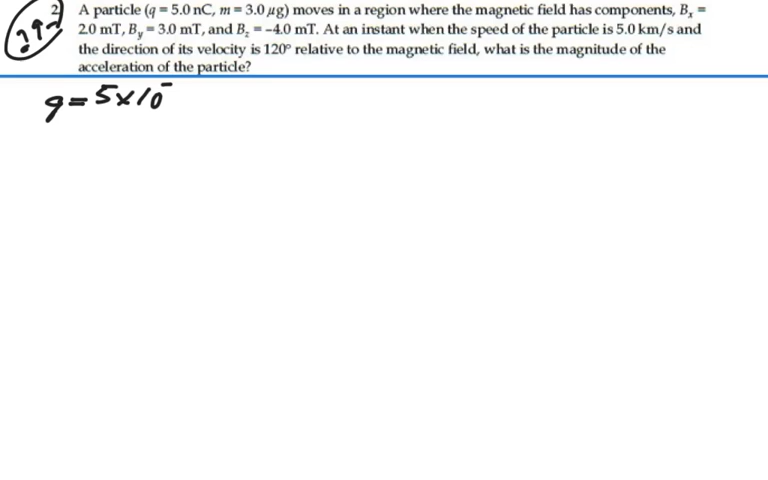 2) A particle (q = 5.0 nC, m = 3.0 μg) moves in a region where the magnetic field has components, Bₓ =
2.0 mT, Bᵧ = 3.0 mT, and B_z = −4.0 mT. At an instant when the speed of the particle is 5.0 km/s and
the direction of its velocity is 120° relative to the magnetic field, what is the magnitude of the
acceleration of the particle?
q = 5×10⁻